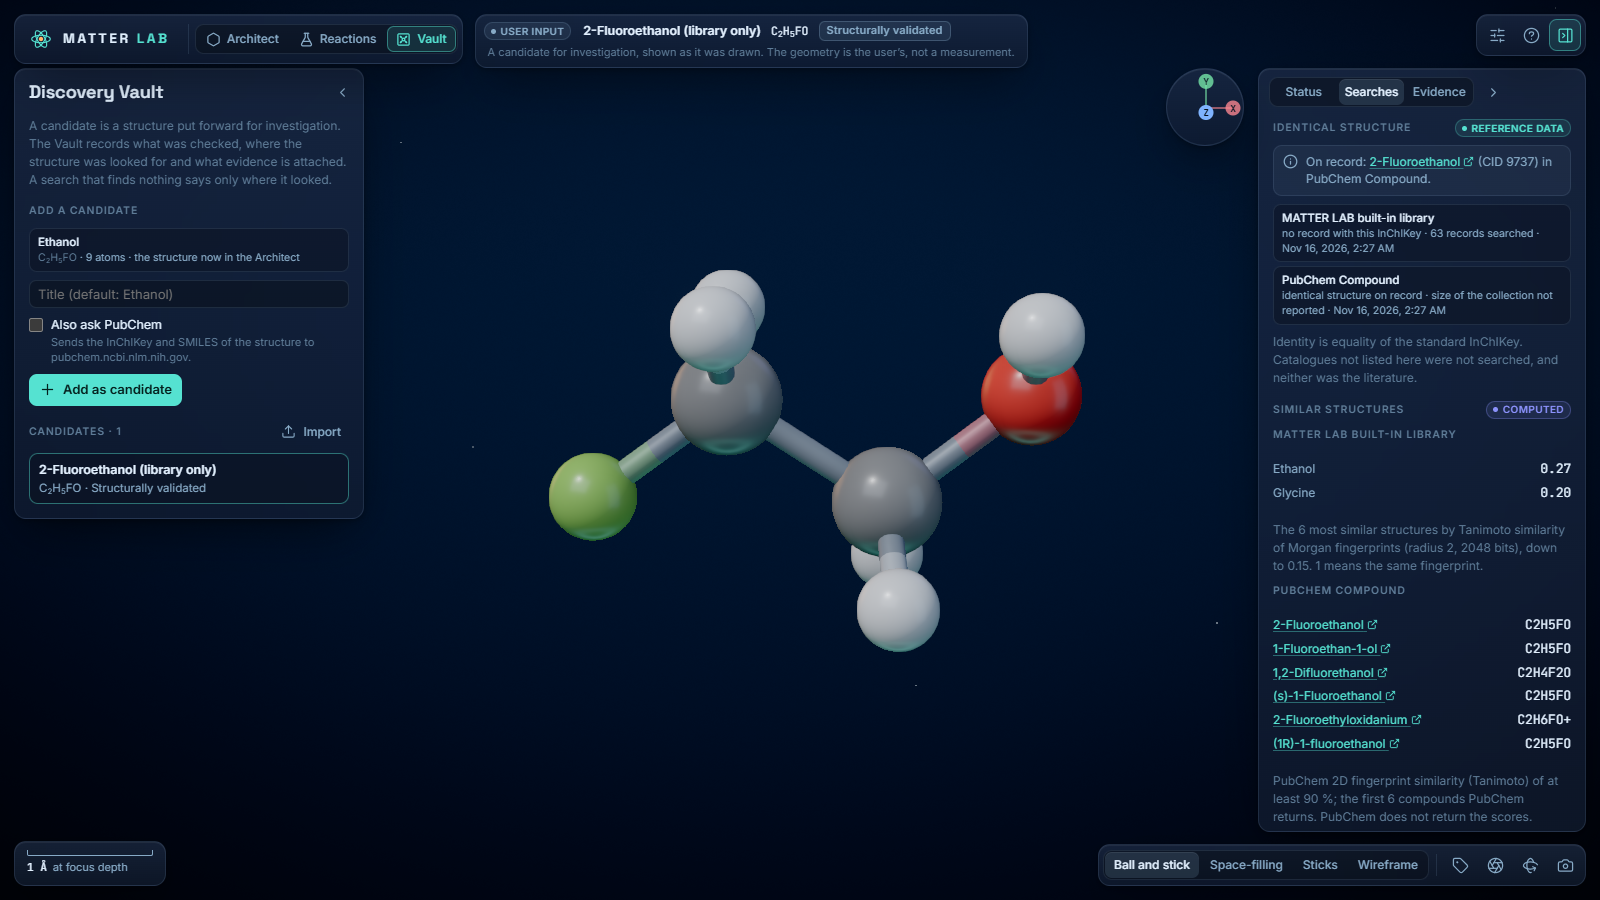 MATTER LAB
Architect
Reactions
Vault
USER INPUT
2-Fluoroethanol (library only)
C₂H₅FO
Structurally validated
A candidate for investigation, shown as it was drawn. The geometry is the user's, not a measurement.
Discovery Vault
A candidate is a structure put forward for investigation.
The Vault records what was checked, where the
structure was looked for and what evidence is attached.
A search that finds nothing says only where it looked.
ADD A CANDIDATE
Ethanol
C₂H₅FO · 9 atoms · the structure now in the Architect
Title (default: Ethanol)
Also ask PubChem
Sends the InChIKey and SMILES of the structure to
pubchem.ncbi.nlm.nih.gov.
Add as candidate
CANDIDATES · 1
Import
2-Fluoroethanol (library only)
C₂H₅FO · Structurally validated
Y
X
Z
Status
Searches
Evidence
IDENTICAL STRUCTURE
REFERENCE DATA
On record: 2-Fluoroethanol (CID 9737) in
PubChem Compound.
MATTER LAB built-in library
no record with this InChIKey · 63 records searched ·
Nov 16, 2026, 2:27 AM
PubChem Compound
identical structure on record · size of the collection not
reported · Nov 16, 2026, 2:27 AM
Identity is equality of the standard InChIKey.
Catalogues not listed here were not searched, and
neither was the literature.
SIMILAR STRUCTURES
COMPUTED
MATTER LAB BUILT-IN LIBRARY
Ethanol 0.27
Glycine 0.20
The 6 most similar structures by Tanimoto similarity
of Morgan fingerprints (radius 2, 2048 bits), down
to 0.15. 1 means the same fingerprint.
PUBCHEM COMPOUND
2-Fluoroethanol C2H5FO
1-Fluoroethan-1-ol C2H5FO
1,2-Difluorethanol C2H4F2O
(s)-1-Fluoroethanol C2H5FO
2-Fluoroethyloxidanium C2H6FO+
(1R)-1-fluoroethanol C2H5FO
PubChem 2D fingerprint similarity (Tanimoto) of at
least 90 %; the first 6 compounds PubChem
returns. PubChem does not return the scores.
1 Å at focus depth
Ball and stick
Space-filling
Sticks
Wireframe